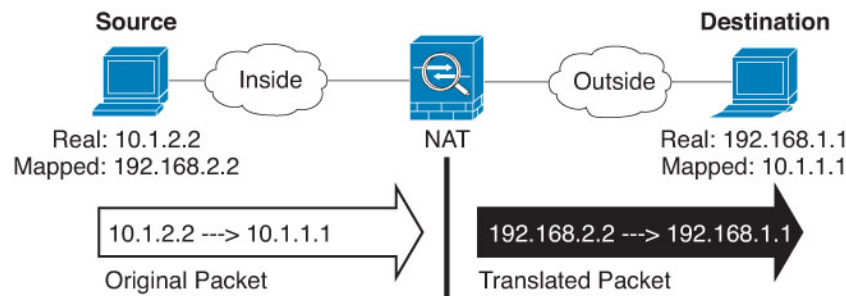 Source
Destination
Inside
Outside
Real: 10.1.2.2
Mapped: 192.168.2.2
NAT
Real: 192.168.1.1
Mapped: 10.1.1.1
10.1.2.2 ---> 10.1.1.1
192.168.2.2 ---> 192.168.1.1
Original Packet
Translated Packet